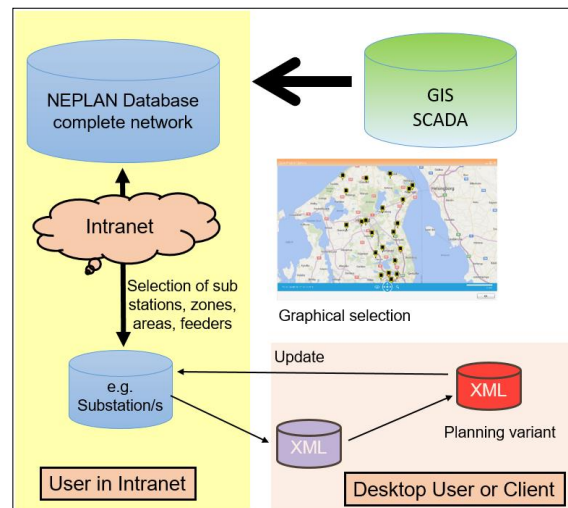 NEPLAN Database
complete network
GIS
SCADA
Intranet
Selection of sub
stations, zones,
areas, feeders
Graphical selection
Update
e.g.
Substation/s
XML
XML
Planning variant
User in Intranet
Desktop User or Client